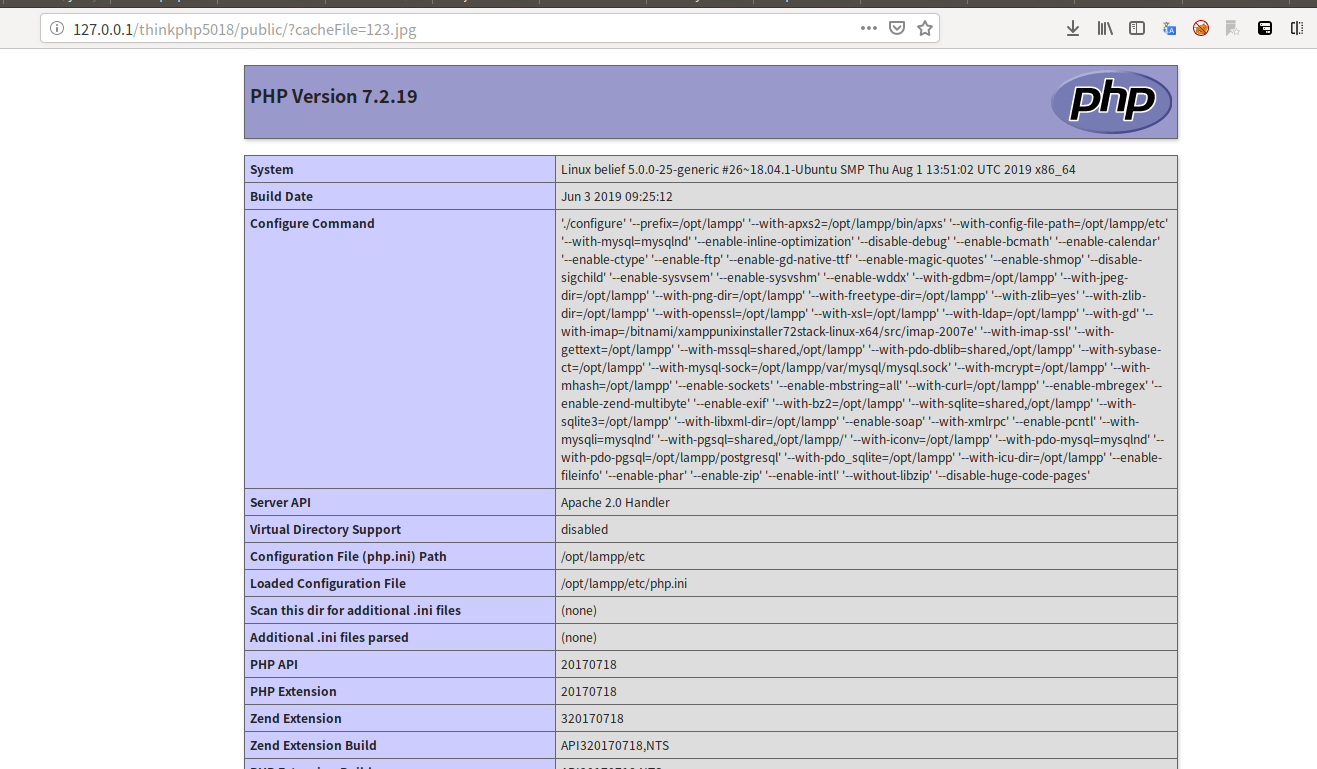 127.0.0.1/thinkphp5018/public/?cacheFile=123.jpg
PHP Version 7.2.19
php
System Linux belief 5.0.0-25-generic #26~18.04.1-Ubuntu SMP Thu Aug 1 13:51:02 UTC 2019 x86_64
Build Date Jun 3 2019 09:25:12
Configure Command './configure' '--prefix=/opt/lampp' '--with-apxs2=/opt/lampp/bin/apxs' '--with-config-file-path=/opt/lampp/etc'
'--with-mysql=mysqlnd' '--enable-inline-optimization' '--disable-debug' '--enable-bcmath' '--enable-calendar'
'--enable-ctype' '--enable-ftp' '--enable-gd-native-ttf' '--enable-magic-quotes' '--enable-shmop' '--disable-
sigchild' '--enable-sysvsem' '--enable-sysvshm' '--enable-wddx' '--with-gdbm=/opt/lampp' '--with-jpeg-
dir=/opt/lampp' '--with-png-dir=/opt/lampp' '--with-freetype-dir=/opt/lampp' '--with-zlib=yes' '--with-zlib-
dir=/opt/lampp' '--with-openssl=/opt/lampp' '--with-xsl=/opt/lampp' '--with-ldap=/opt/lampp' '--with-gd' '--
with-imap=/bitnami/xamppunixinstaller72stack-linux-x64/src/imap-2007e' '--with-imap-ssl' '--with-
gettext=/opt/lampp' '--with-mssql=shared,/opt/lampp' '--with-pdo-dblib=shared,/opt/lampp' '--with-sybase-
ct=/opt/lampp' '--with-mysql-sock=/opt/lampp/var/mysql/mysql.sock' '--with-mcrypt=/opt/lampp' '--with-
mhash=/opt/lampp' '--enable-sockets' '--enable-mbstring=all' '--with-curl=/opt/lampp' '--enable-mbregex' '--
enable-zend-multibyte' '--enable-exif' '--with-bz2=/opt/lampp' '--with-sqlite=shared,/opt/lampp' '--with-
sqlite3=/opt/lampp' '--with-libxml-dir=/opt/lampp' '--enable-soap' '--with-xmlrpc' '--enable-pcntl' '--with-
mysqli=mysqlnd' '--with-pgsql=shared,/opt/lampp/' '--with-iconv=/opt/lampp' '--with-pdo-mysql=mysqlnd' '--
with-pdo-pgsql=/opt/lampp/postgresql' '--with-pdo_sqlite=/opt/lampp' '--with-icu-dir=/opt/lampp' '--enable-
fileinfo' '--enable-phar' '--enable-zip' '--enable-intl' '--without-libzip' '--disable-huge-code-pages'
Server API Apache 2.0 Handler
Virtual Directory Support disabled
Configuration File (php.ini) Path /opt/lampp/etc
Loaded Configuration File /opt/lampp/etc/php.ini
Scan this dir for additional .ini files (none)
Additional .ini files parsed (none)
PHP API 20170718
PHP Extension 20170718
Zend Extension 320170718
Zend Extension Build API320170718,NTS